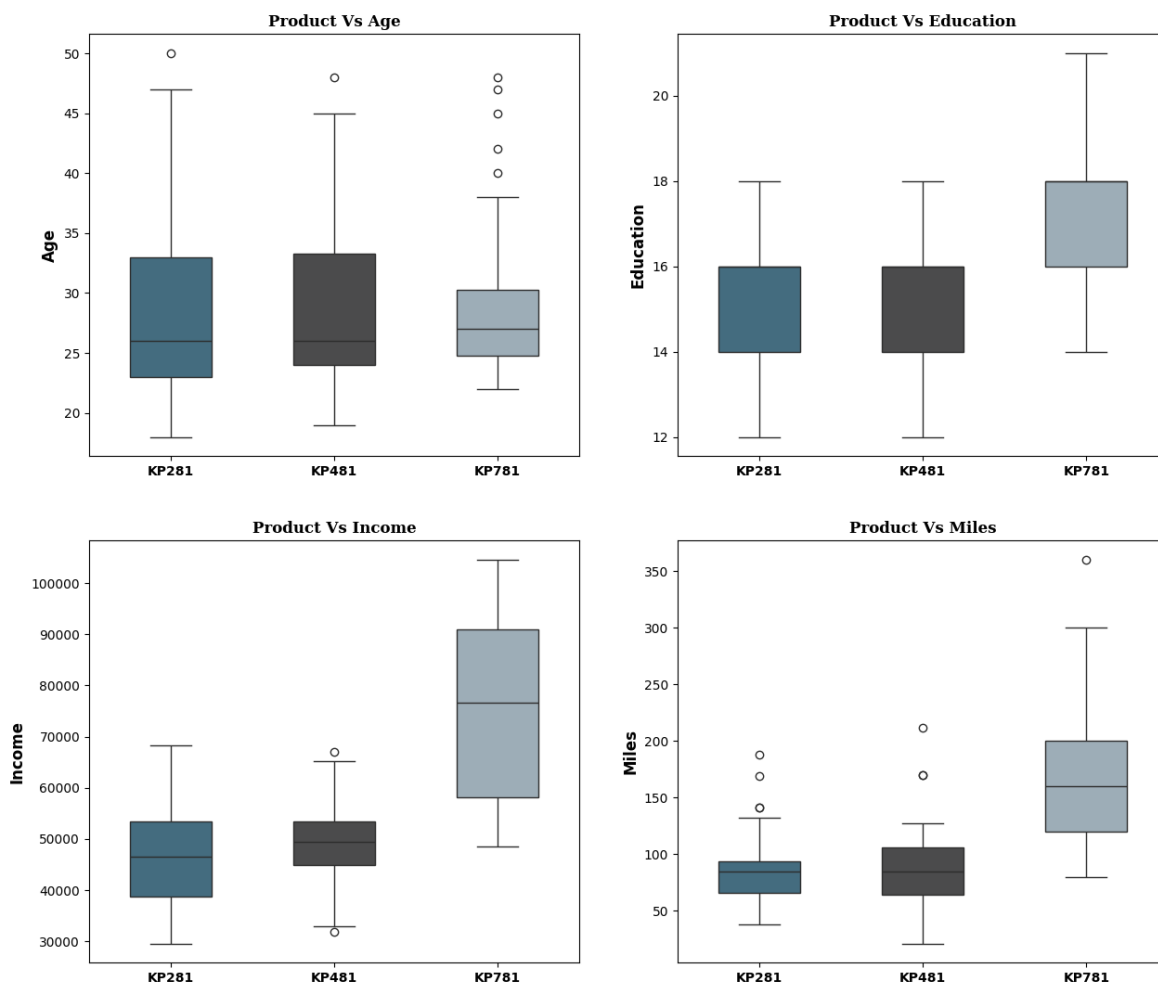 Product Vs Age
Age
50
45
40
35
30
25
20
KP281 KP481 KP781
Product Vs Education
Education
20
18
16
14
12
KP281 KP481 KP781
Product Vs Income
Income
100000
90000
80000
70000
60000
50000
40000
30000
KP281 KP481 KP781
Product Vs Miles
Miles
350
300
250
200
150
100
50
KP281 KP481 KP781